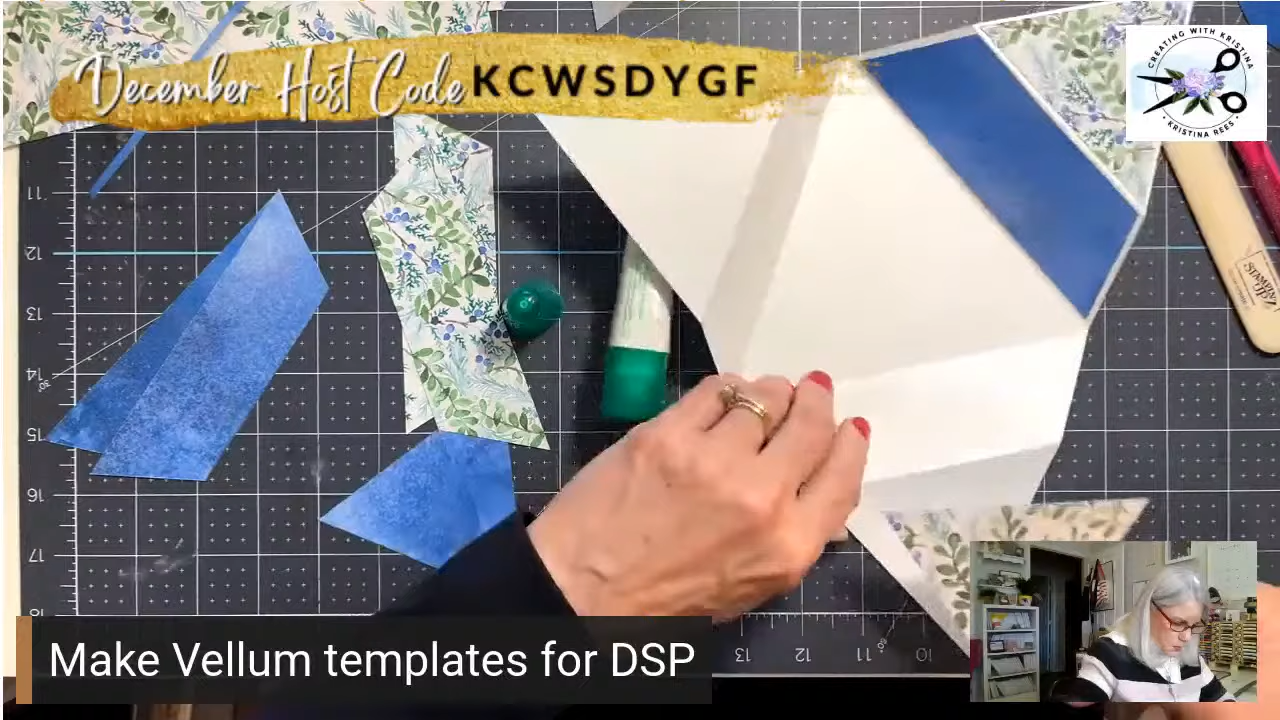 December Host Code KCWSDYGF
CREATING WITH KRISTINA
• KRISTINA REES •
11
12
13
14
15
16
17
13
12
11
10
Make Vellum templates for DSP